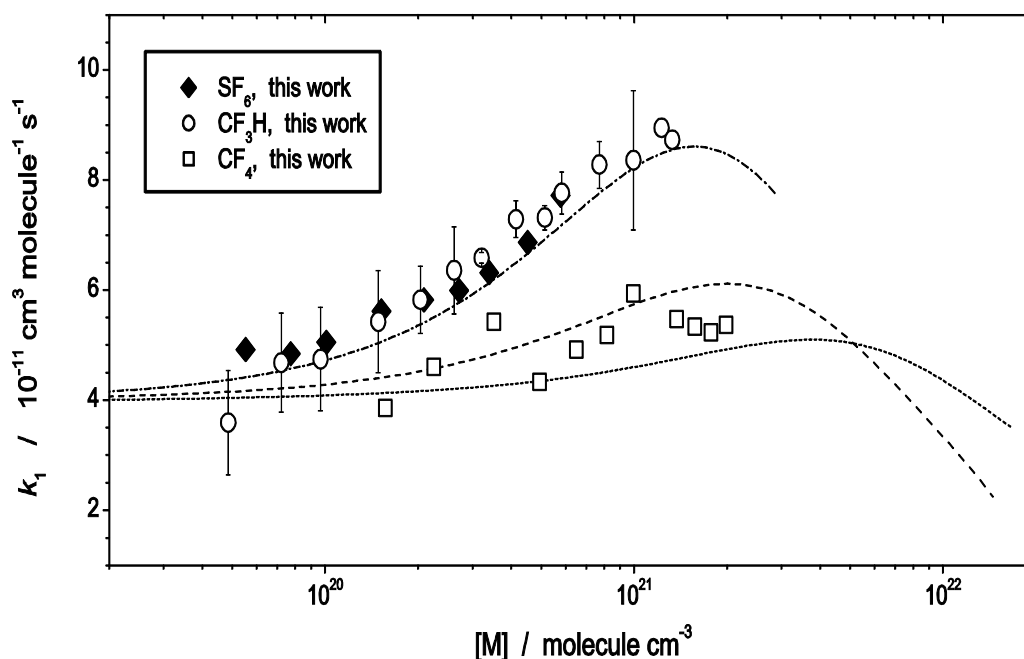 10
8
6
4
2
k₁ / 10⁻¹¹ cm³ molecule⁻¹ s⁻¹
SF₆, this work
CF₃H, this work
CF₄, this work
10²⁰
10²¹
10²²
[M] / molecule cm⁻³